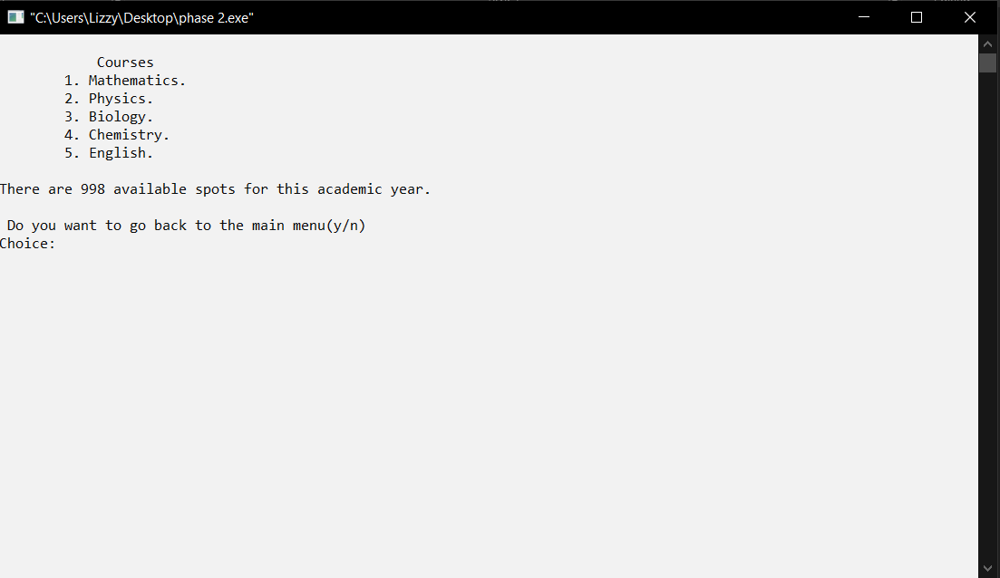 "C:\Users\Lizzy\Desktop\phase 2.exe"
Courses
1. Mathematics.
2. Physics.
3. Biology.
4. Chemistry.
5. English.
There are 998 available spots for this academic year.
Do you want to go back to the main menu(y/n)
Choice: